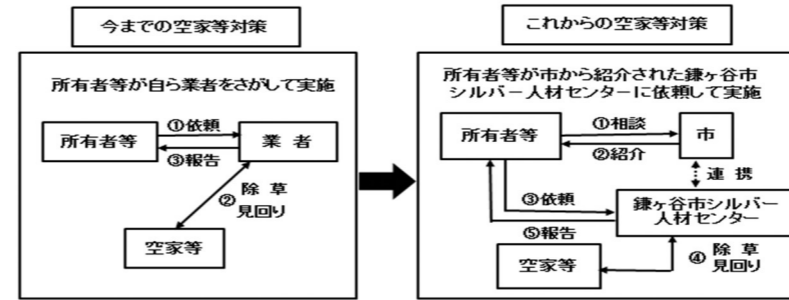 今までの空家等対策
所有者等が自ら業者をさがして実施
所有者等
①依頼
③報告
業 者
②
除 草
見回り
空家等
これからの空家等対策
所有者等が市から紹介された鎌ヶ谷市
シルバー人材センターに依頼して実施
所有者等
①相談
②紹介
市
連 携
③依頼
⑤報告
鎌ヶ谷市シルバー
人材センター
④
除 草
見回り
空家等